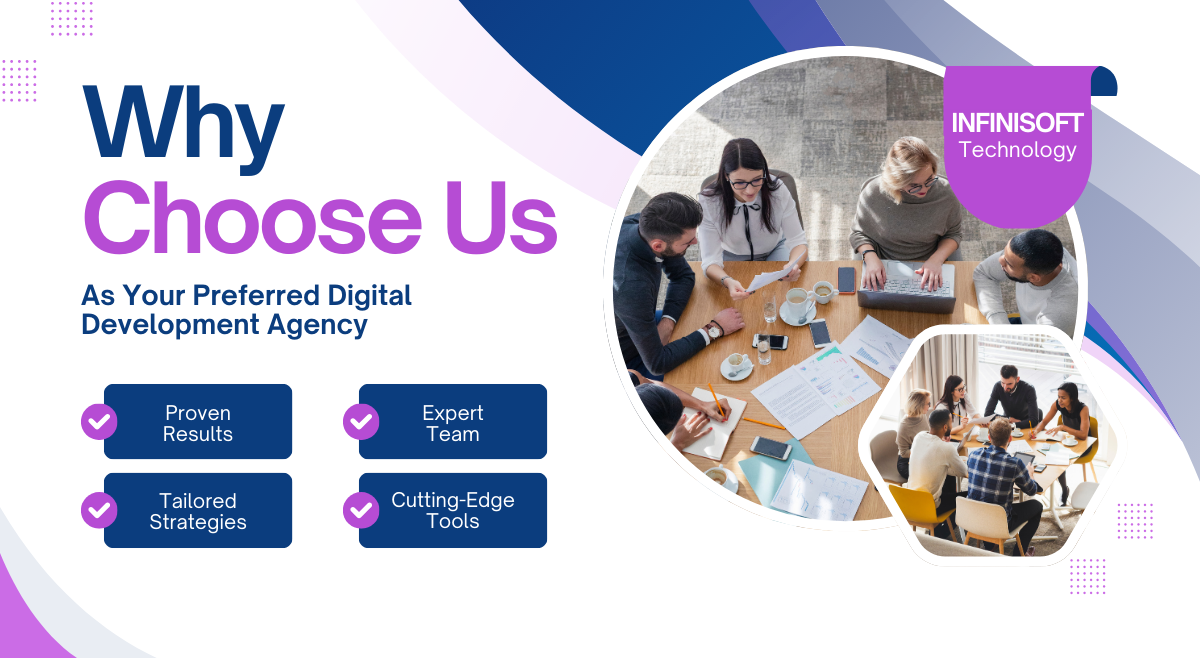 Why
Choose Us
As Your Preferred Digital
Development Agency
Proven
Results
Expert
Team
Tailored
Strategies
Cutting-Edge
Tools
INFINISOFT
Technology